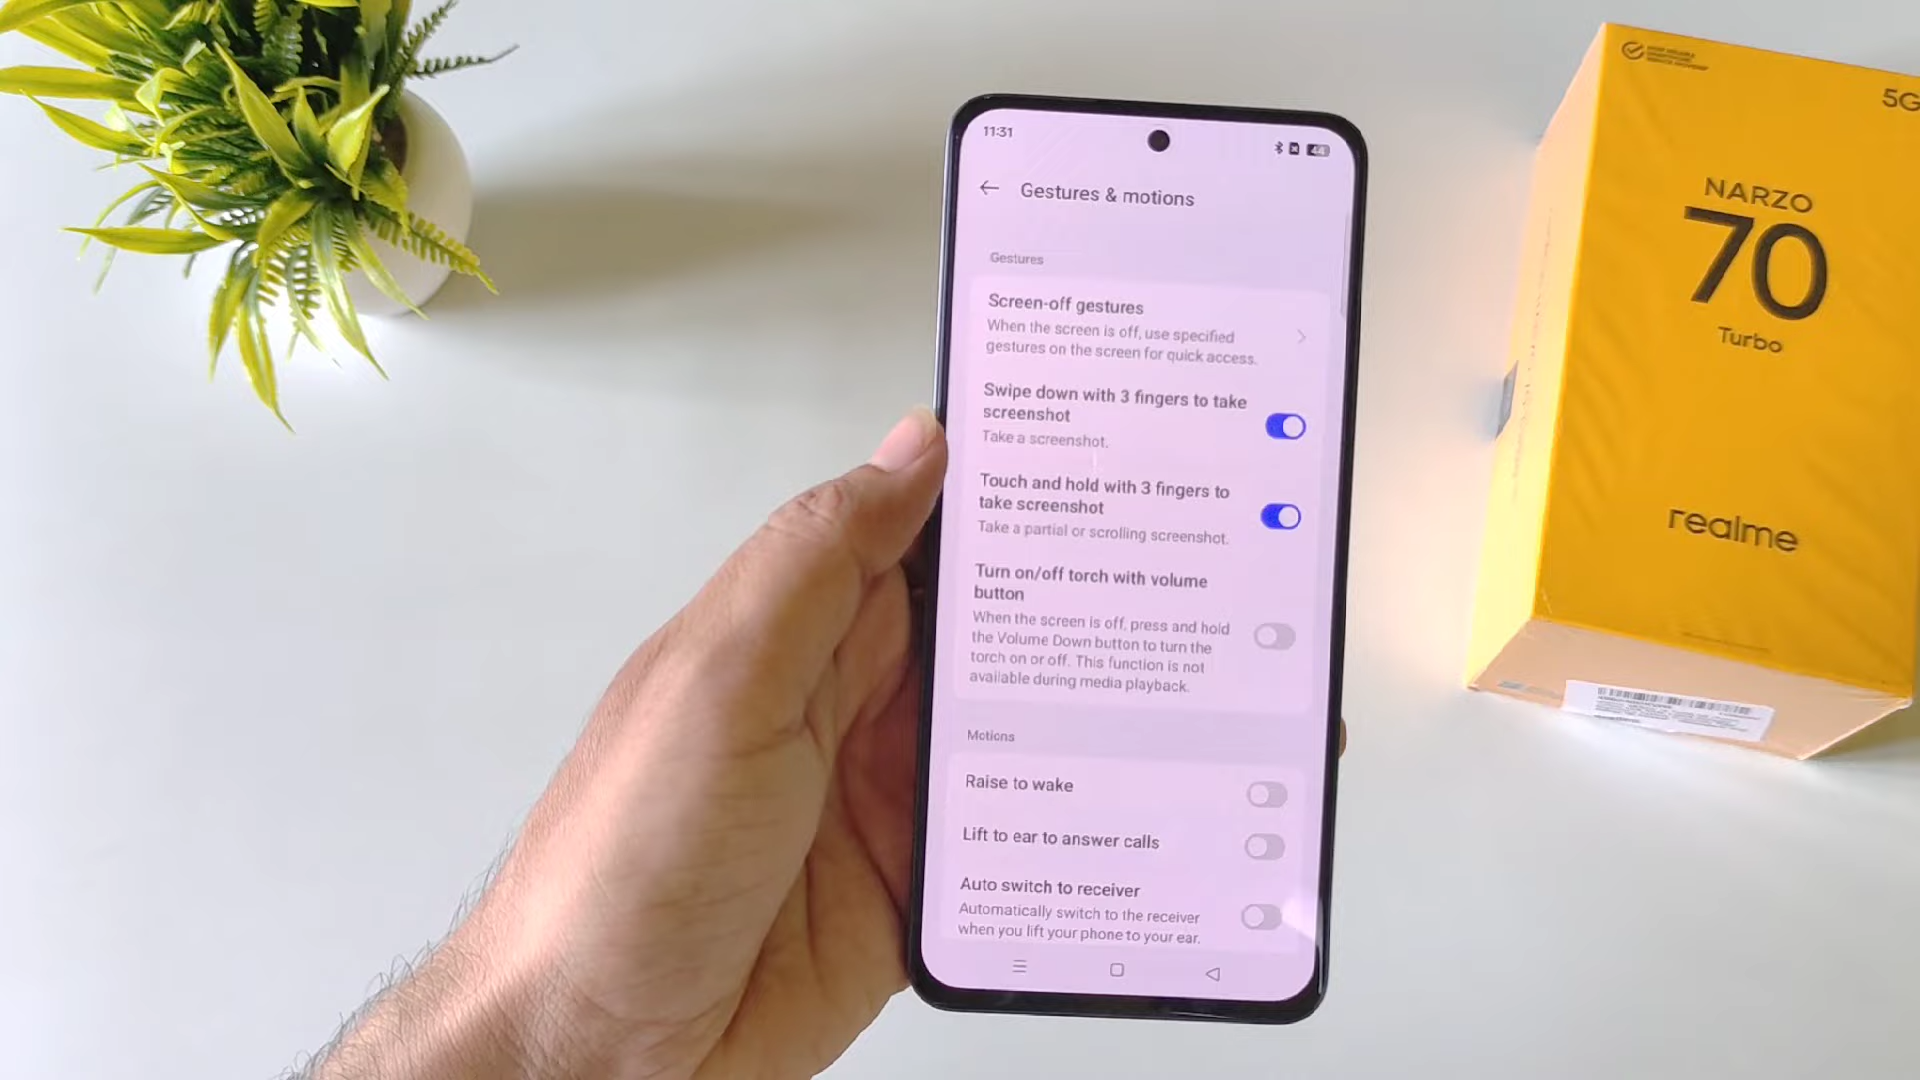 11:31
44
Gestures & motions
Gestures
Screen-off gestures
When the screen is off, use specified
gestures on the screen for quick access.
Swipe down with 3 fingers to take
screenshot
Take a screenshot.
Touch and hold with 3 fingers to
take screenshot
Take a partial or scrolling screenshot.
Turn on/off torch with volume
button
When the screen is off, press and hold
the Volume Down button to turn the
torch on or off. This function is not
available during media playback.
Motions
Raise to wake
Lift to ear to answer calls
Auto switch to receiver
Automatically switch to the receiver
when you lift your phone to your ear.
5G
NARZO
70
Turbo
realme